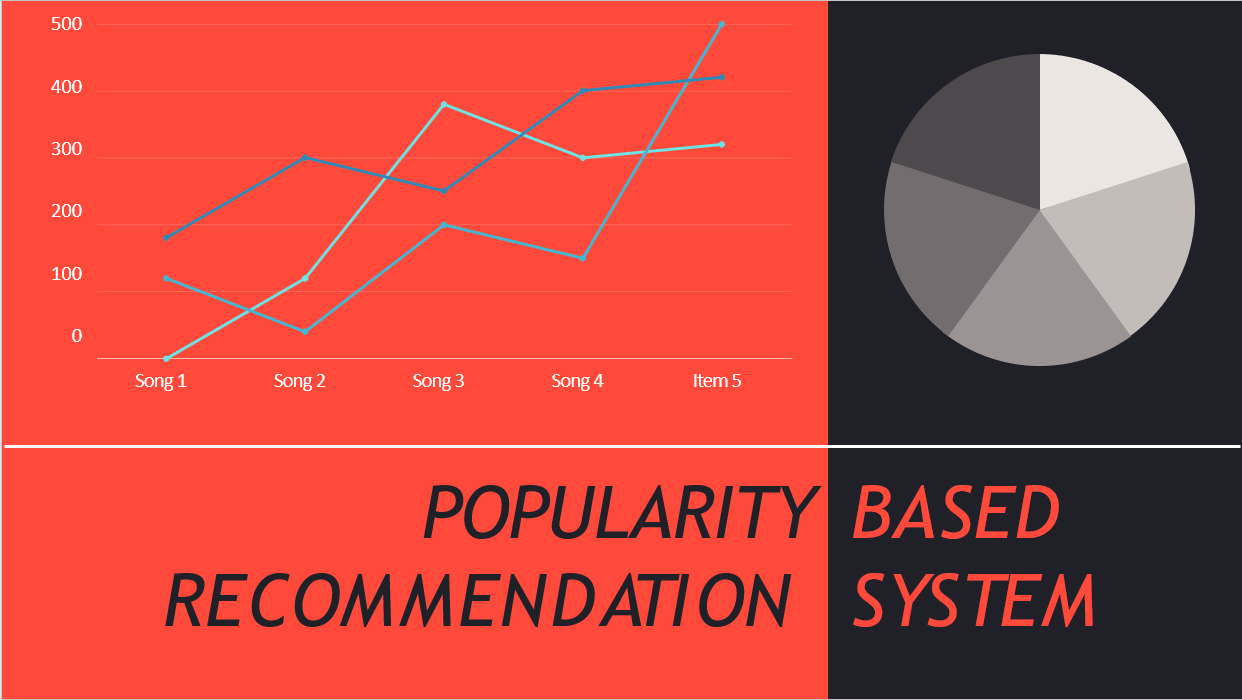 500
400
300
200
100
0
Song 1 Song 2 Song 3 Song 4 Item 5
POPULARITY BASED
RECOMMENDATION SYSTEM